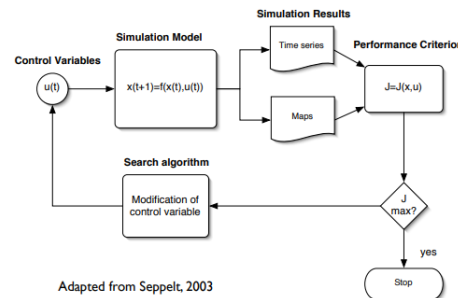 Simulation Results
Simulation Model
Time series
Performance Criterion
Control Variables
u(t)
x(t+1)=f(x(t),u(t))
J=J(x,u)
Maps
Search algorithm
Modification of
control variable
J
max?
yes
Stop
Adapted from Seppelt, 2003